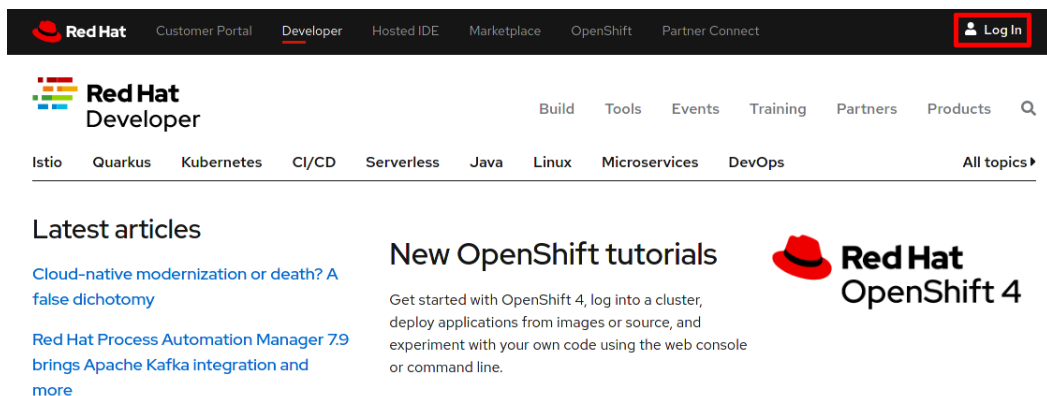 Red Hat Customer Portal Developer Hosted IDE Marketplace OpenShift Partner Connect Log In
Red Hat
Developer
Build Tools Events Training Partners Products
Istio Quarkus Kubernetes CI/CD Serverless Java Linux Microservices DevOps All topics
Latest articles
Cloud-native modernization or death? A
false dichotomy
Red Hat Process Automation Manager 7.9
brings Apache Kafka integration and
more
New OpenShift tutorials
Get started with OpenShift 4, log into a cluster,
deploy applications from images or source, and
experiment with your own code using the web console
or command line.
Red Hat
OpenShift 4